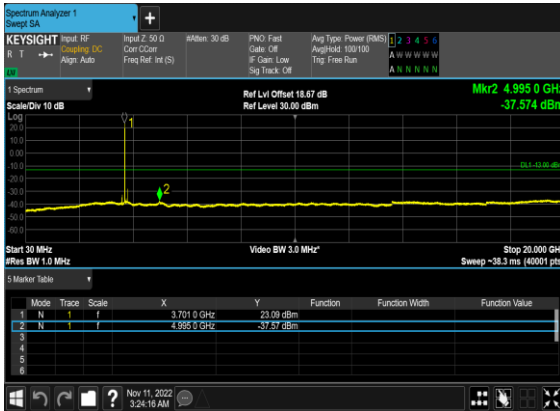 Spectrum Analyzer 1
Swept SA
+
KEYSIGHT Input: RF Input Z: 50 Ω #Atten: 30 dB PNO: Fast Avg Type: Power (RMS) 1 2 3 4 5 6
R T Coupling: DC Corr CCorr Gate: Off Avg|Hold: 100/100 A W W W W W
Align: Auto Freq Ref: Int (S) IF Gain: Low Trig: Free Run
Sig Track: Off A N N N N N
LXI
1 Spectrum Ref Lvl Offset 18.67 dB Mkr2 4.995 0 GHz
Scale/Div 10 dB Ref Level 30.00 dBm -37.574 dBm
Log
1
20.0
10.0
0.00
-10.0
DL1 -13.00 dBm
-20.0
-30.0
2
-40.0
-50.0
-60.0
Start 30 MHz Video BW 3.0 MHz* Stop 20.000 GHz
#Res BW 1.0 MHz Sweep ~38.3 ms (40001 pts)
5 Marker Table
Mode Trace Scale X Y Function Function Width Function Value
1 N 1 f 3.701 0 GHz 23.09 dBm
2 N 1 f 4.995 0 GHz -37.57 dBm
3
4
5
6
? Nov 11, 2022
3:24:16 AM